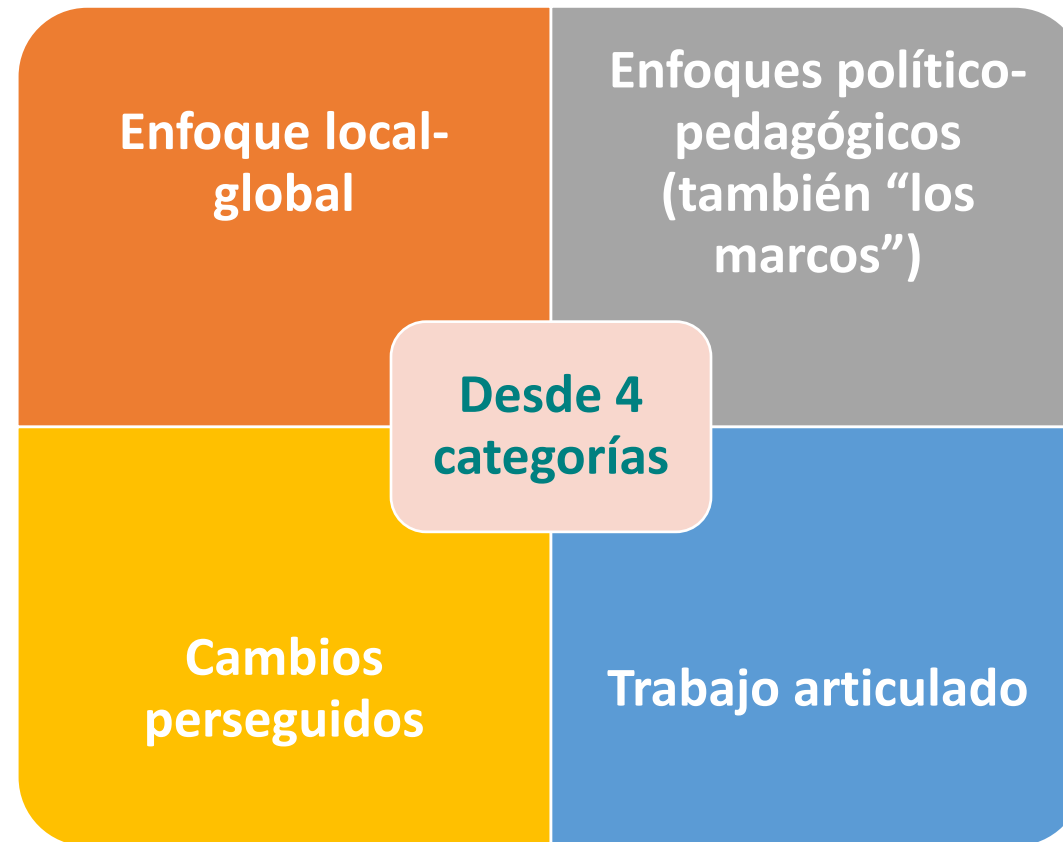 Enfoque local-
global
Enfoques político-
pedagógicos
(también “los
marcos”)
Desde 4
categorías
Cambios
perseguidos
Trabajo articulado